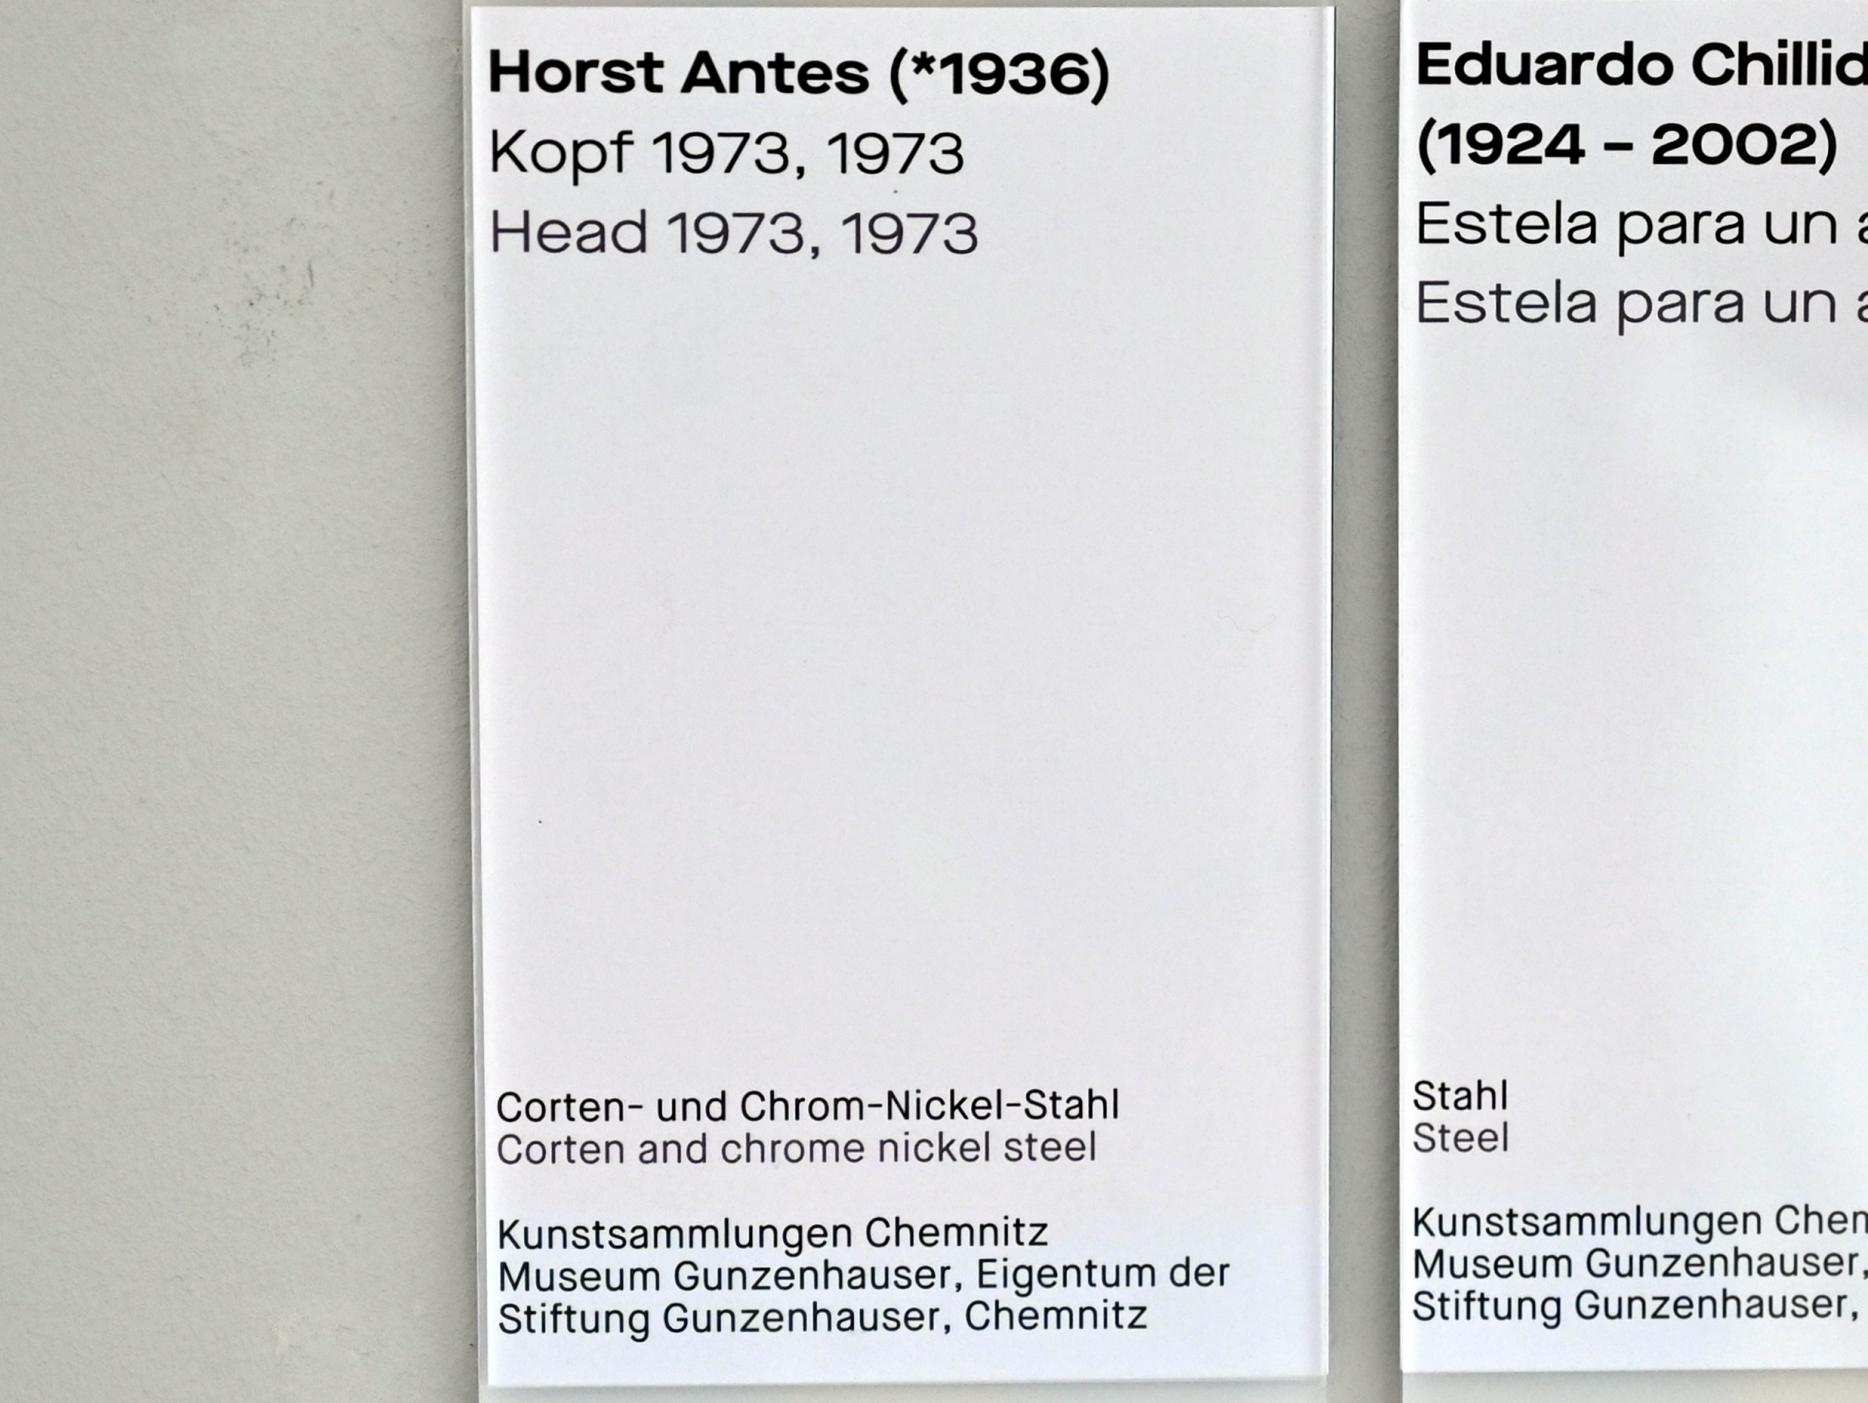 Horst Antes (*1936)
Kopf 1973, 1973
Head 1973, 1973
Corten- und Chrom-Nickel-Stahl
Corten and chrome nickel steel
Kunstsammlungen Chemnitz
Museum Gunzenhauser, Eigentum der
Stiftung Gunzenhauser, Chemnitz
Eduardo Chillid
(1924 – 2002)
Estela para un a
Estela para un a
Stahl
Steel
Kunstsammlungen Chem
Museum Gunzenhauser,
Stiftung Gunzenhauser,